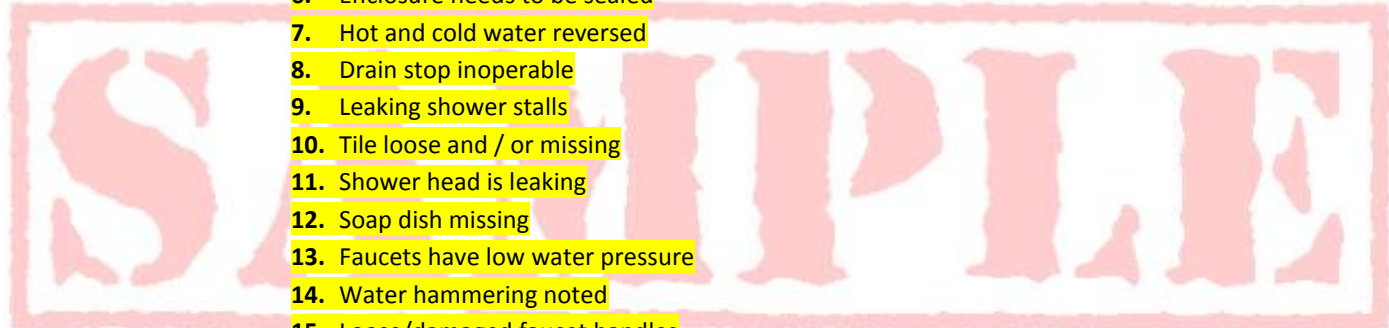 6. Enclosure needs to be sealed
7. Hot and cold water reversed
8. Drain stop inoperable
9. Leaking shower stalls
10. Tile loose and / or missing
11. Shower head is leaking
12. Soap dish missing
13. Faucets have low water pressure
14. Water hammering noted
15. Loose/damaged faucet handles
SAMPLE